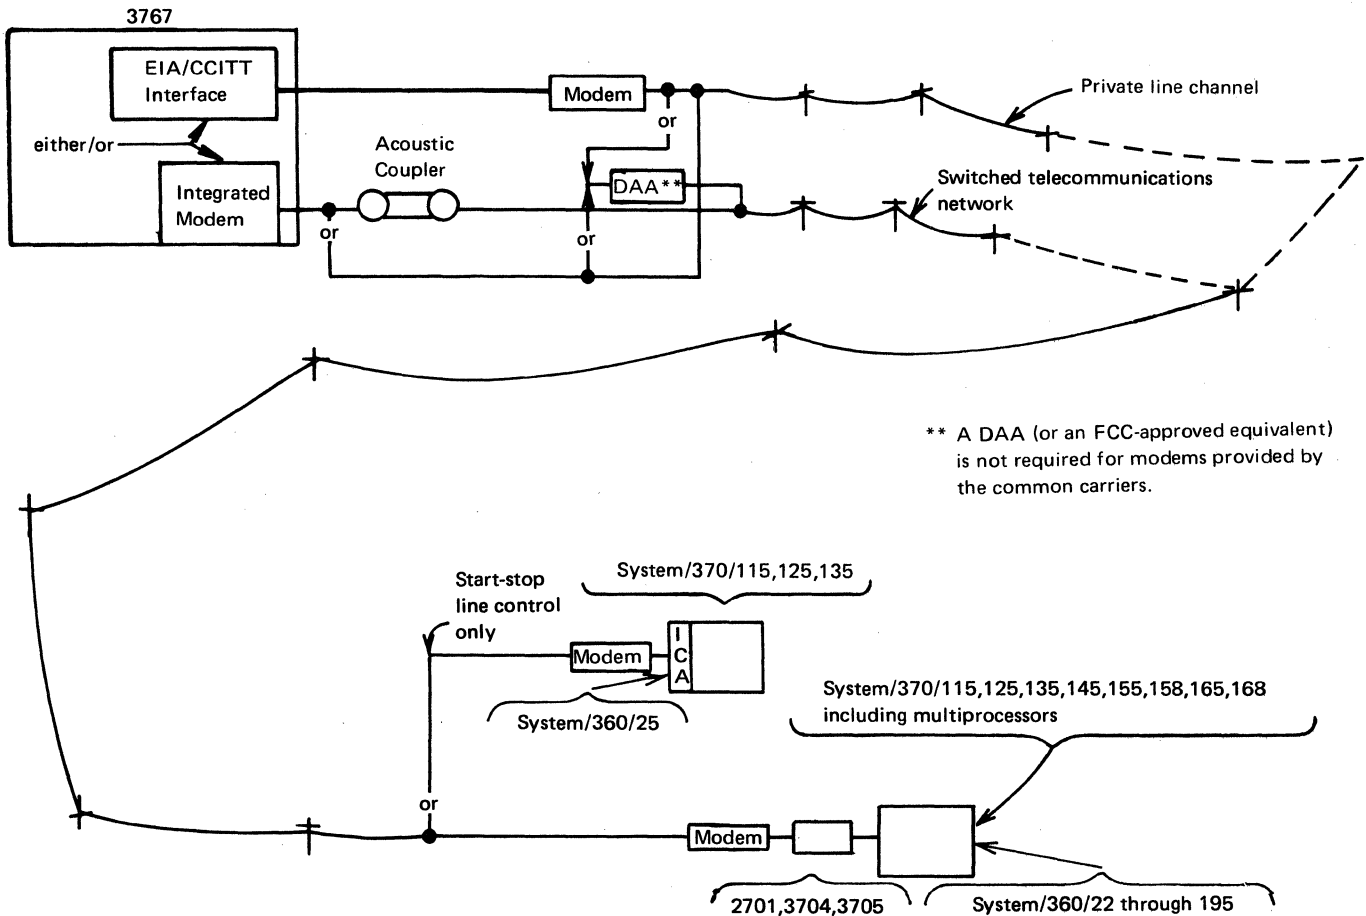 3767
EIA/CCITT
Interface
either/or
Integrated
Modem
Acoustic
Coupler
or
Modem
or
DAA**
or
Private line channel
Switched telecommunications
network
** A DAA (or an FCC-approved equivalent)
is not required for modems provided by
the common carriers.
Start-stop
line control
only
System/370/115,125,135
Modem
I
C
A
System/360/25
System/370/115,125,135,145,155,158,165,168
including multiprocessors
or
Modem
2701,3704,3705
System/360/22 through 195